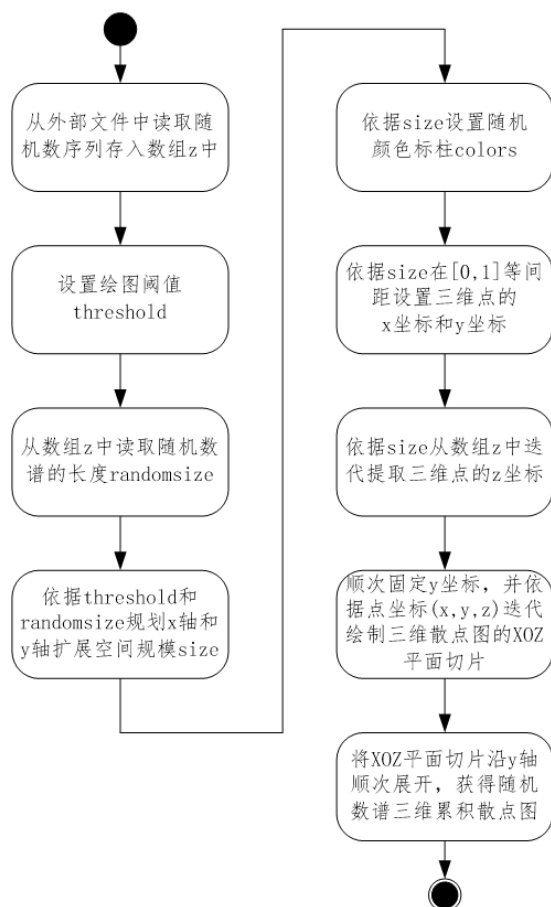 从外部文件中读取随
机数序列存入数组z中
设置绘图阈值
threshold
从数组z中读取随机数
谱的长度randomsize
依据threshold和
randomsize规划x轴和
y轴扩展空间规模size
依据size设置随机
颜色标柱colors
依据size在[0,1]等间
距设置三维点的
x坐标和y坐标
依据size从数组z中迭
代提取三维点的z坐标
顺次固定y坐标，并依
据点坐标(x,y,z)迭代
绘制三维散点图的XOZ
平面切片
将XOZ平面切片沿y轴
顺次展开，获得随机
数谱三维累积散点图